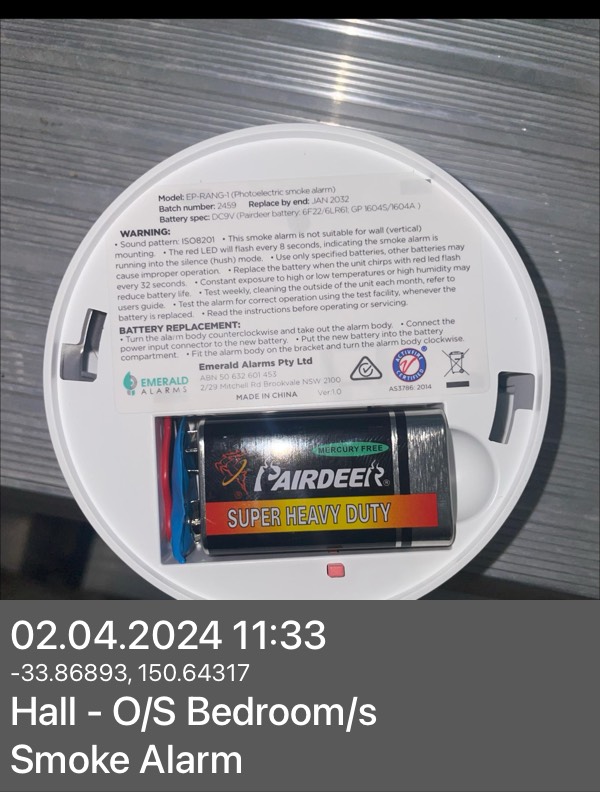 Model: EP-RANG-1 (Photoelectric smoke alarm)
Batch number: 2459 Replace by end: JAN 2032
Battery spec: DC9V (Pairdeer battery: 6F22/6LR61, GP 1604S/1604A )
WARNING:
• Sound pattern: ISO8201 • This smoke alarm is not suitable for wall (vertical)
mounting. • The red LED will flash every 8 seconds, indicating the smoke alarm is
running into the silence (hush) mode. • Use only specified batteries, other batteries may
cause improper operation. • Replace the battery when the unit chirps with red led flash
every 32 seconds. • Constant exposure to high or low temperatures or high humidity may
reduce battery life. • Test weekly, cleaning the outside of the unit each month, refer to
users guide. • Test the alarm for correct operation using the test facility, whenever the
battery is replaced. • Read the instructions before operating or servicing.
BATTERY REPLACEMENT:
• Turn the alarm body counterclockwise and take out the alarm body. • Connect the
power input connector to the new battery. • Put the new battery into the battery
compartment. • Fit the alarm body on the bracket and turn the alarm body clockwise.
EMERALD
ALARMS
Emerald Alarms Pty Ltd
ABN 50 632 601 453
2/29 Mitchell Rd Brookvale NSW 2100
MADE IN CHINA Ver:1.0
ACTIVFIRE
CERTIFIED
AS3786: 2014
MERCURY FREE
PAIRDEER®
SUPER HEAVY DUTY
02.04.2024 11:33
-33.86893, 150.64317
Hall - O/S Bedroom/s
Smoke Alarm